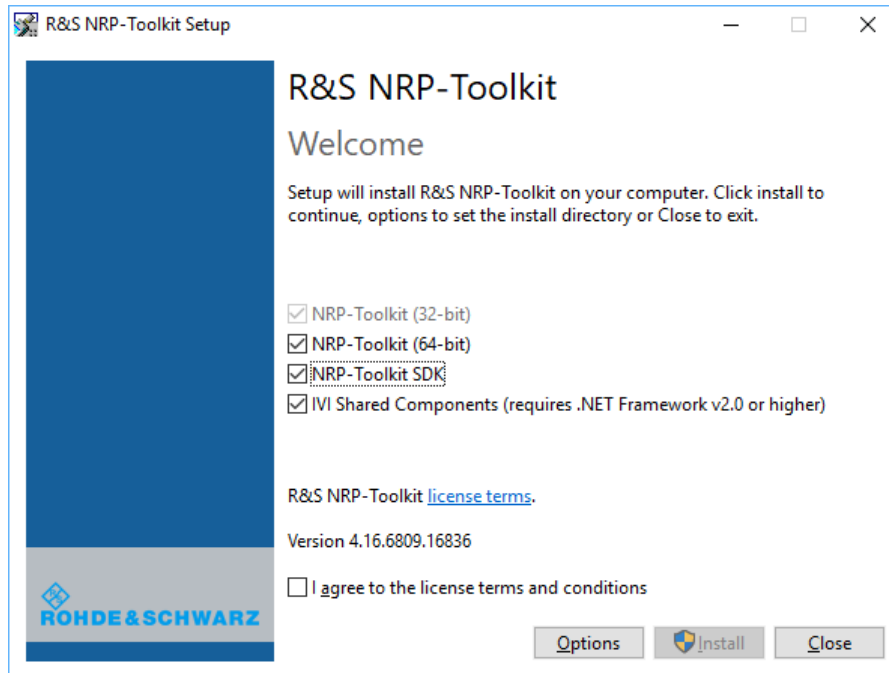 R&S NRP-Toolkit Setup
R&S NRP-Toolkit
Welcome
Setup will install R&S NRP-Toolkit on your computer. Click install to
continue, options to set the install directory or Close to exit.
NRP-Toolkit (32-bit)
NRP-Toolkit (64-bit)
NRP-Toolkit SDK
IVI Shared Components (requires .NET Framework v2.0 or higher)
R&S NRP-Toolkit license terms.
Version 4.16.6809.16836
I agree to the license terms and conditions
ROHDE&SCHWARZ
Options Install Close